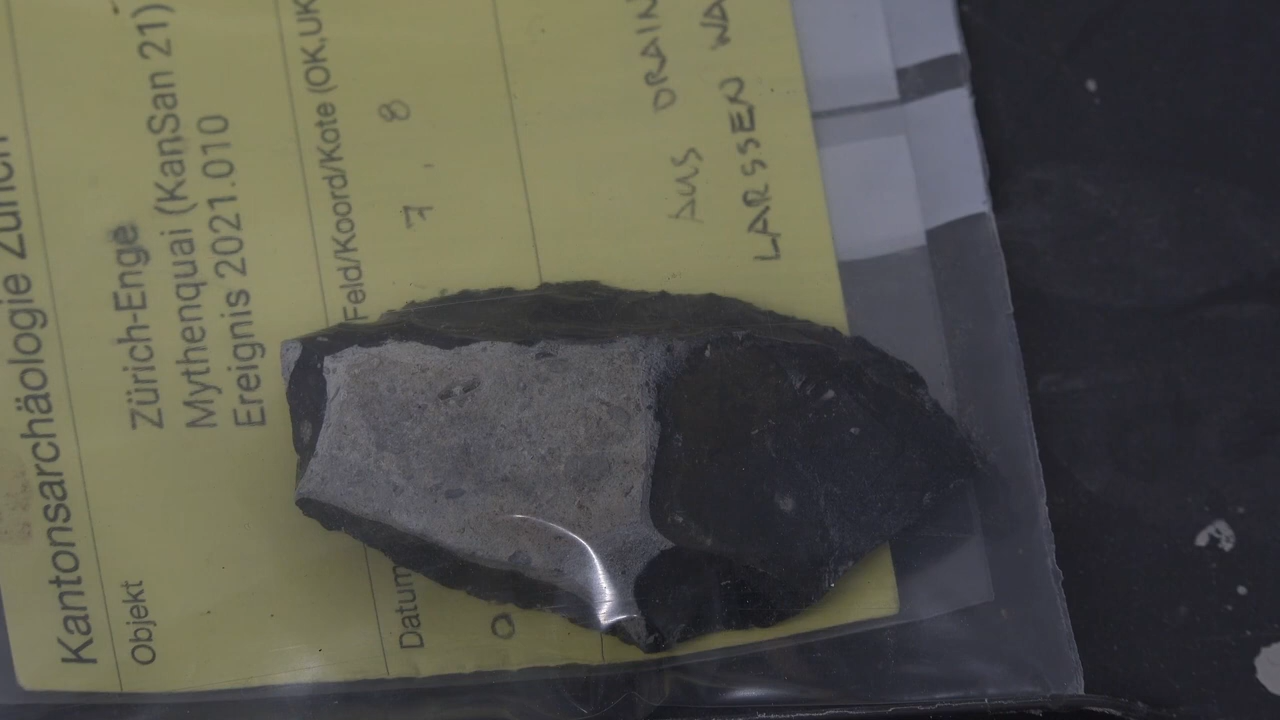 Kantonsarchäologie Zürich
Objekt
Zürich-Enge
Mythenquai (KanSan 21)
Ereignis 2021.010
Feld/Koord/Kote (OK,UK
7, 8
Datum
AUS DRAIN
LARSSEN WA